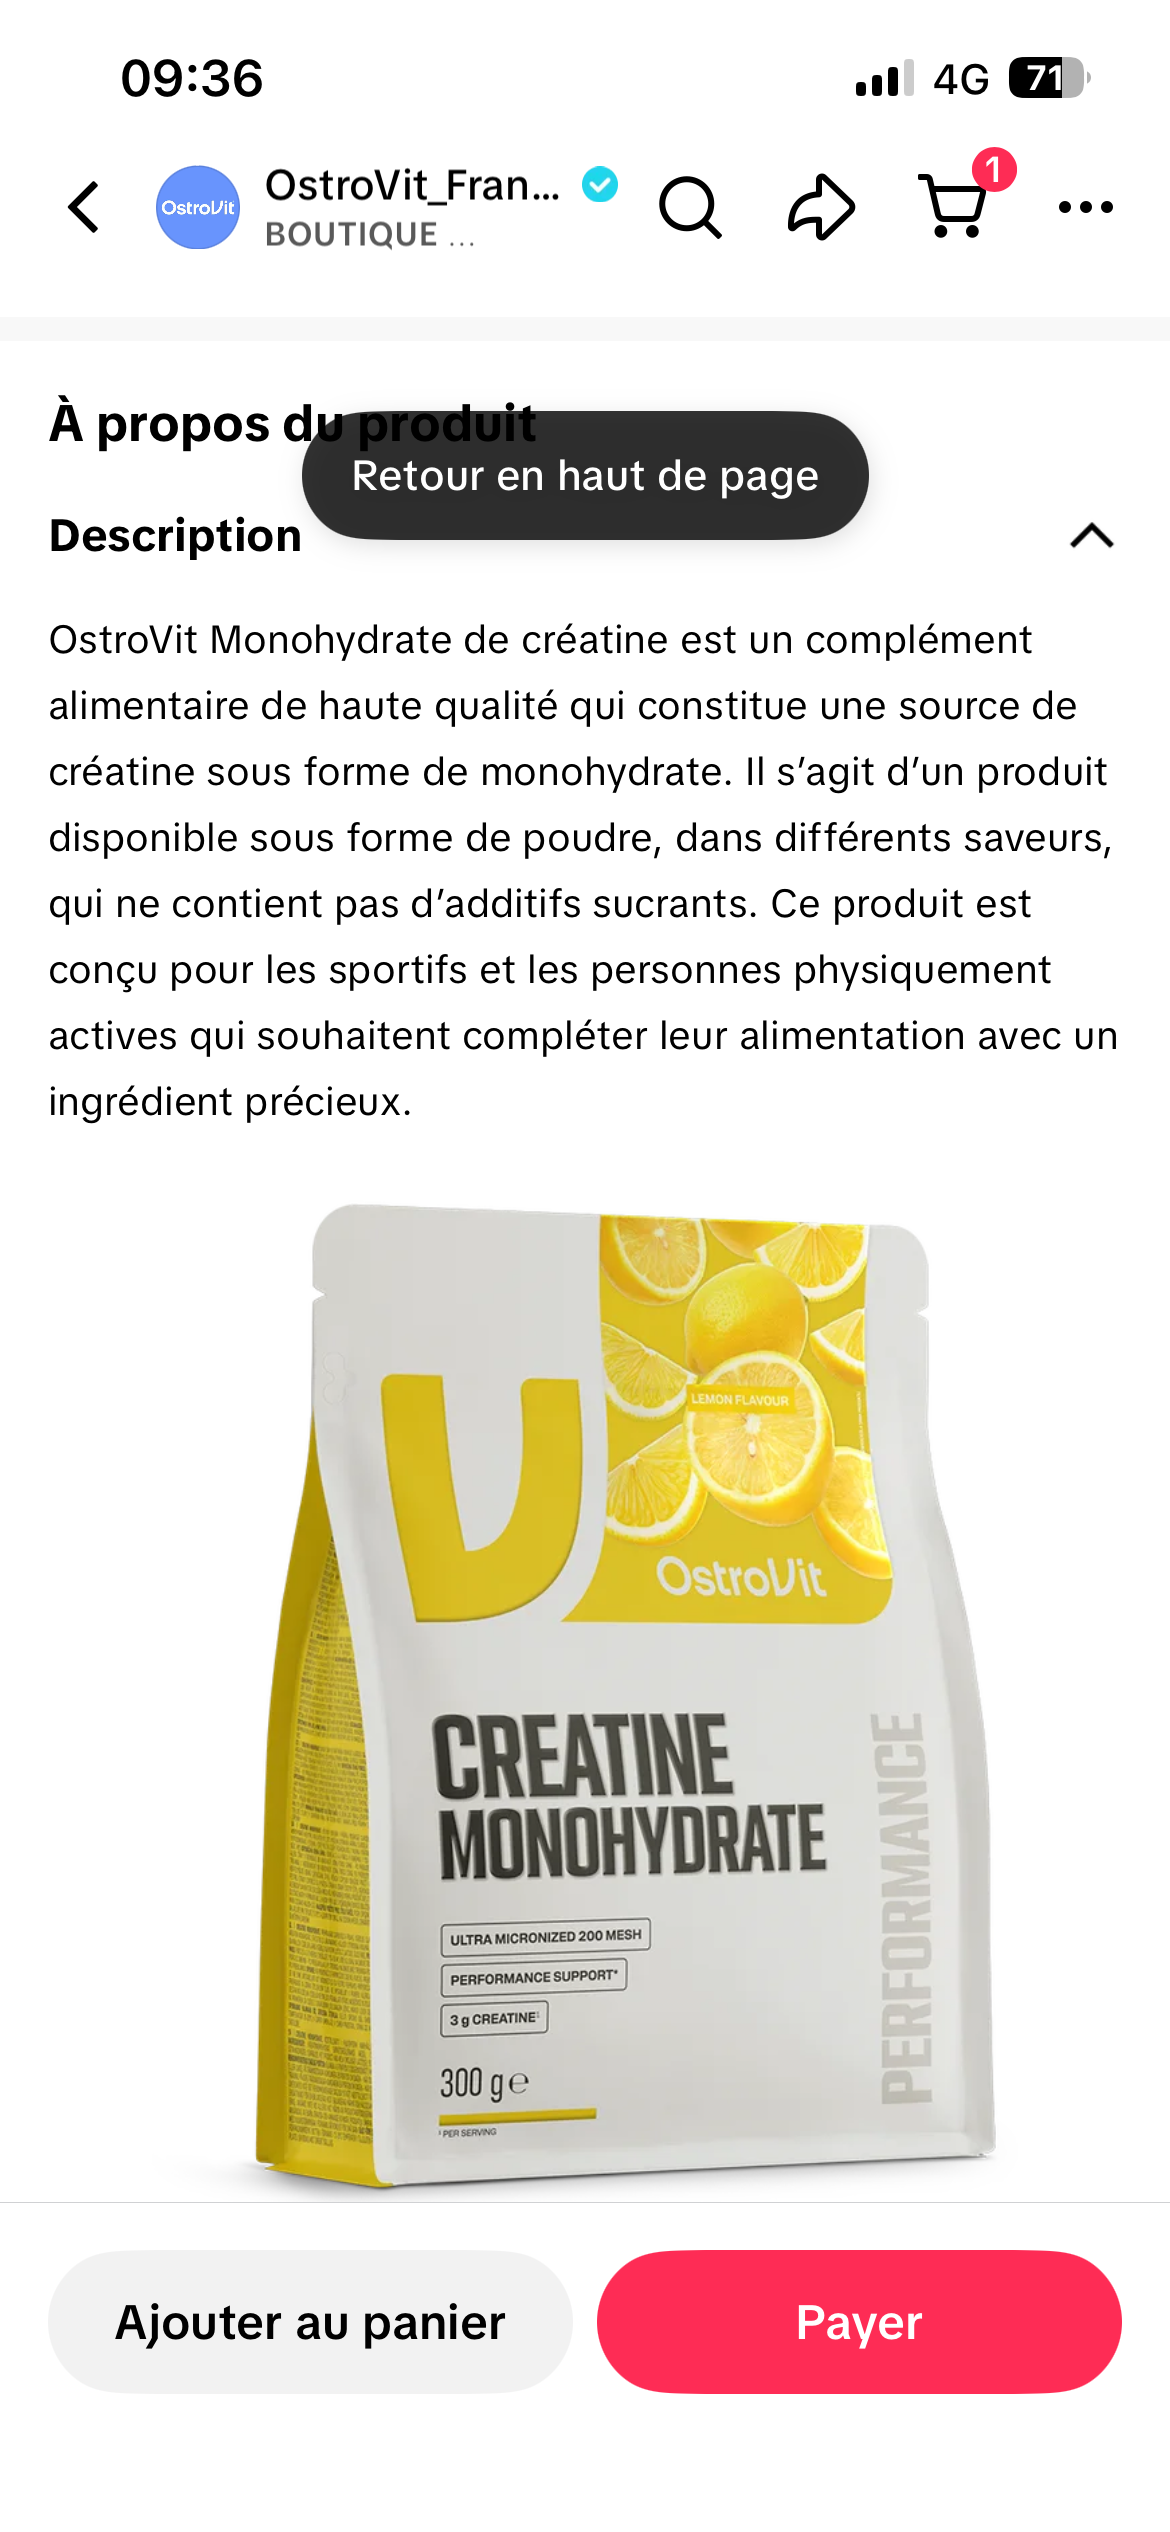 09:36
4G
71
OstroVit
OstroVit_Fran...
BOUTIQUE ...
1
À propos du produit
Retour en haut de page
Description
OstroVit Monohydrate de créatine est un complément
alimentaire de haute qualité qui constitue une source de
créatine sous forme de monohydrate. Il s’agit d’un produit
disponible sous forme de poudre, dans différents saveurs,
qui ne contient pas d’additifs sucrants. Ce produit est
conçu pour les sportifs et les personnes physiquement
actives qui souhaitent compléter leur alimentation avec un
ingrédient précieux.
LEMON FLAVOUR
OstroVit
CREATINE
MONOHYDRATE
PERFORMANCE
ULTRA MICRONIZED 200 MESH
PERFORMANCE SUPPORT*
3 g CREATINE¹
300 g ℮
¹ PER SERVING
Ajouter au panier
Payer